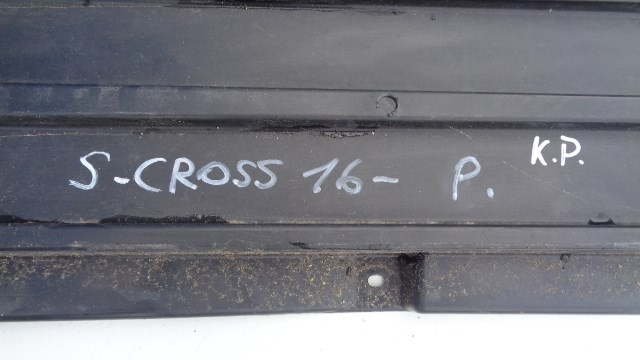 S-CROSS 16- P. K.P.